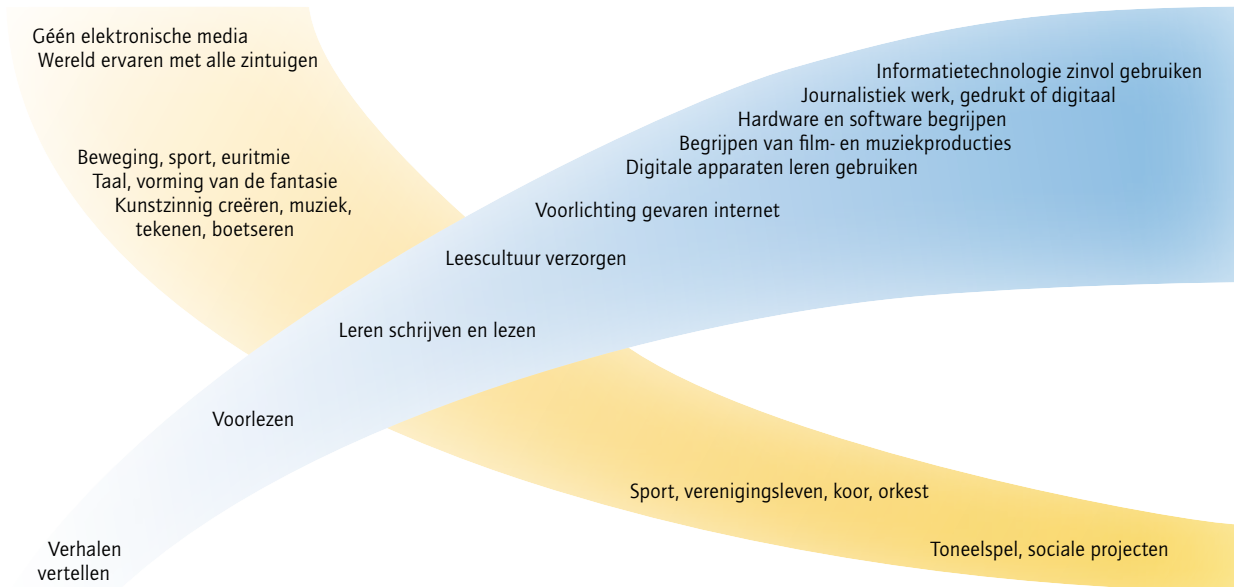 Géén elektronische media
Wereld ervaren met alle zintuigen
Informatietechnologie zinvol gebruiken
Journalistiek werk, gedrukt of digitaal
Hardware en software begrijpen
Begrijpen van film- en muziekproducties
Digitale apparaten leren gebruiken
Beweging, sport, euritmie
Taal, vorming van de fantasie
Kunstzinnig creëren, muziek,
tekenen, boetseren
Voorlichting gevaren internet
Leescultuur verzorgen
Leren schrijven en lezen
Voorlezen
Sport, verenigingsleven, koor, orkest
Verhalen
vertellen
Toneelspel, sociale projecten